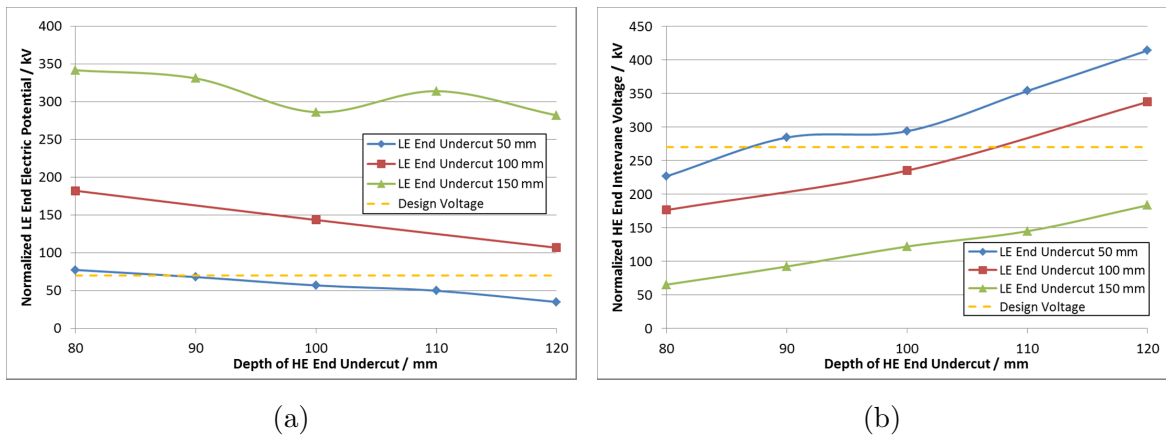 Normalized LE End Electric Potential / kV
400
350
300
250
200
150
100
50
0
LE End Undercut 50 mm
LE End Undercut 100 mm
LE End Undercut 150 mm
Design Voltage
80 90 100 110 120
Depth of HE End Undercut / mm
(a)
Normalized HE End Intervane Voltage / kV
450
400
350
300
250
200
150
100
50
0
LE End Undercut 50 mm
LE End Undercut 100 mm
LE End Undercut 150 mm
Design Voltage
80 90 100 110 120
Depth of HE End Undercut / mm
(b)